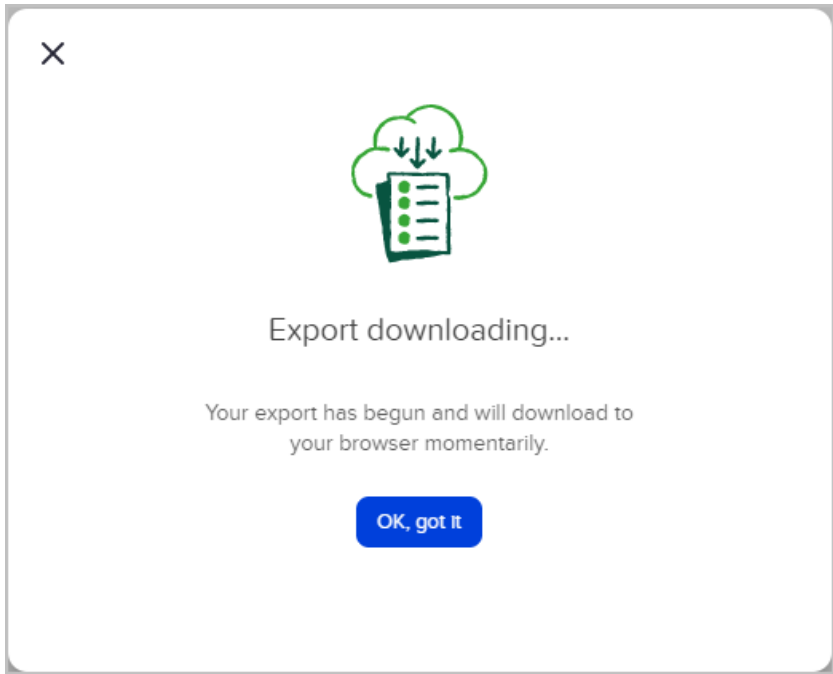 Export downloading...
Your export has begun and will download to
your browser momentarily.
OK, got it